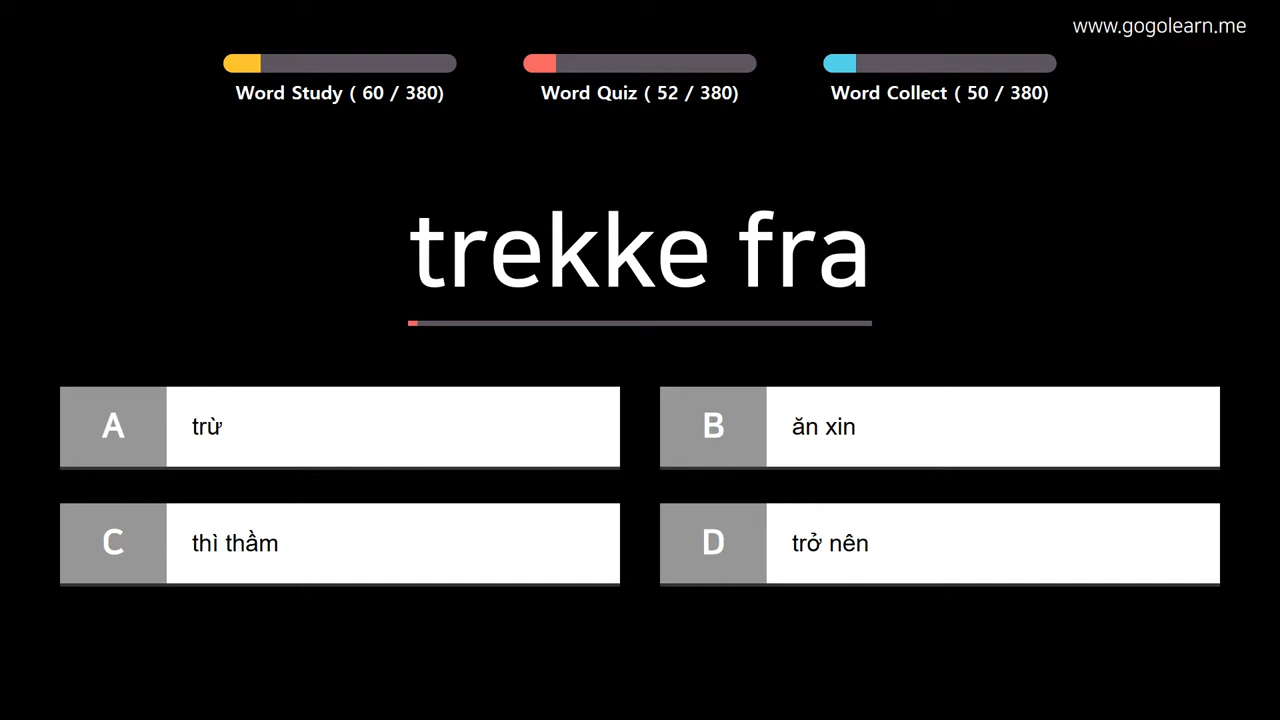 www.gogolearn.me
Word Study ( 60 / 380)
Word Quiz ( 52 / 380)
Word Collect ( 50 / 380)
trekke fra
A trừ
B ăn xin
C thì thầm
D trở nên